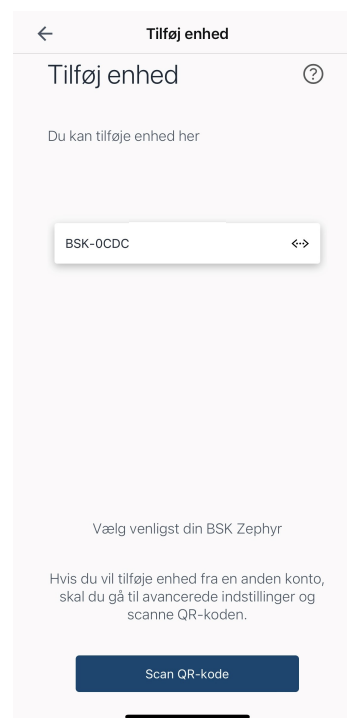 Tilføj enhed
Tilføj enhed
Du kan tilføje enhed her
BSK-0CDC
Vælg venligst din BSK Zephyr
Hvis du vil tilføje enhed fra en anden konto,
skal du gå til avancerede indstillinger og
scanne QR-koden.
Scan QR-kode